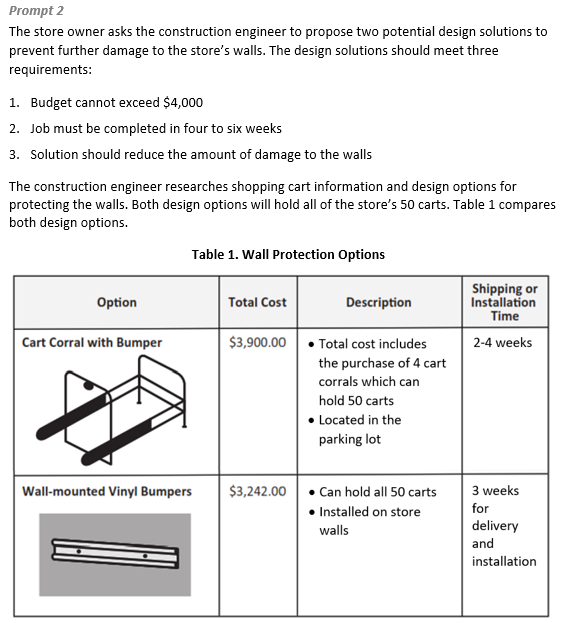 Prompt 2
The store owner asks the construction engineer to propose two potential design solutions to
prevent further damage to the store's walls. The design solutions should meet three
requirements:
1. Budget cannot exceed $4,000
2. Job must be completed in four to six weeks
3. Solution should reduce the amount of damage to the walls
The construction engineer researches shopping cart information and design options for
protecting the walls. Both design options will hold all of the store's 50 carts. Table 1 compares
both design options.
Table 1. Wall Protection Options
Option
Total Cost
Description
Shipping or
Installation
Time
Cart Corral with Bumper
$3,900.00
• Total cost includes
the purchase of 4 cart
corrals which can
hold 50 carts
• Located in the
parking lot
2-4 weeks
Wall-mounted Vinyl Bumpers
$3,242.00
• Can hold all 50 carts
• Installed on store
walls
3 weeks
for
delivery
and
installation